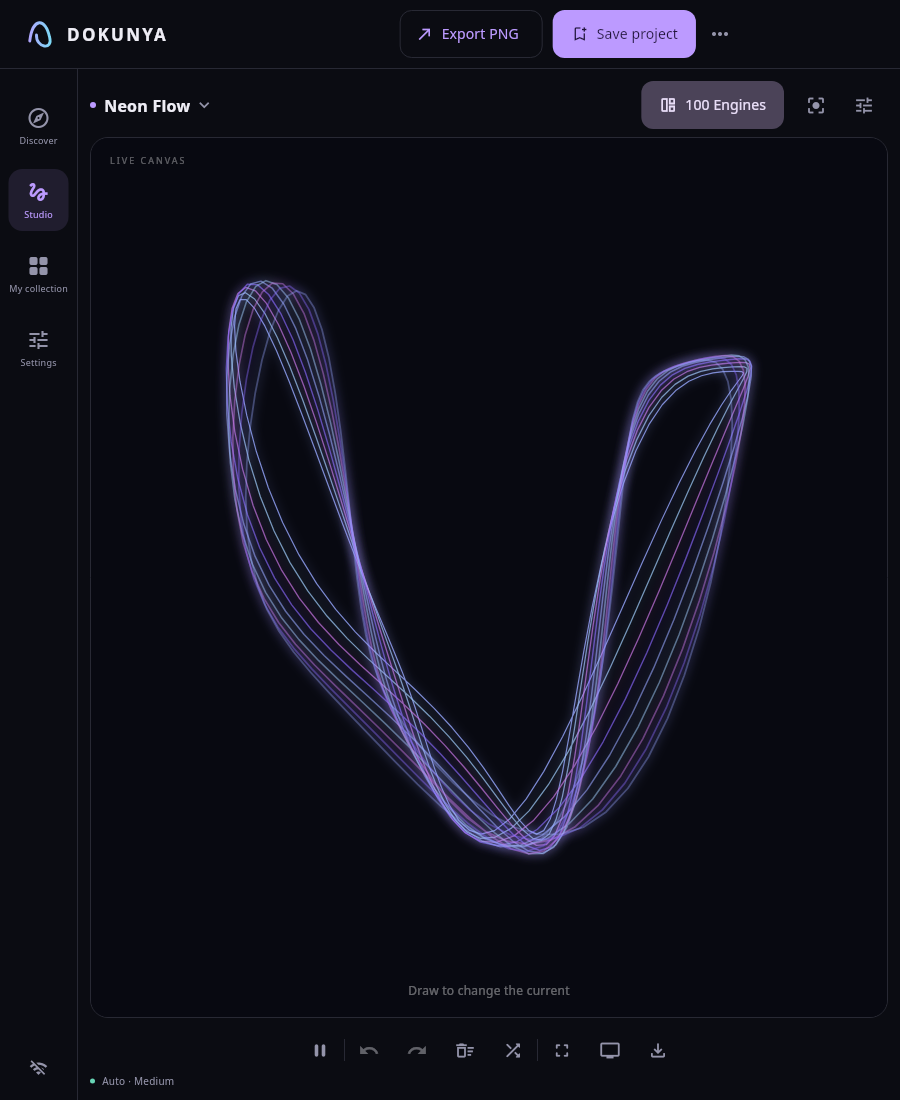 DOKUNYA
Export PNG
Save project
Discover
Studio
My collection
Settings
Neon Flow
100 Engines
LIVE CANVAS
Draw to change the current
Auto · Medium